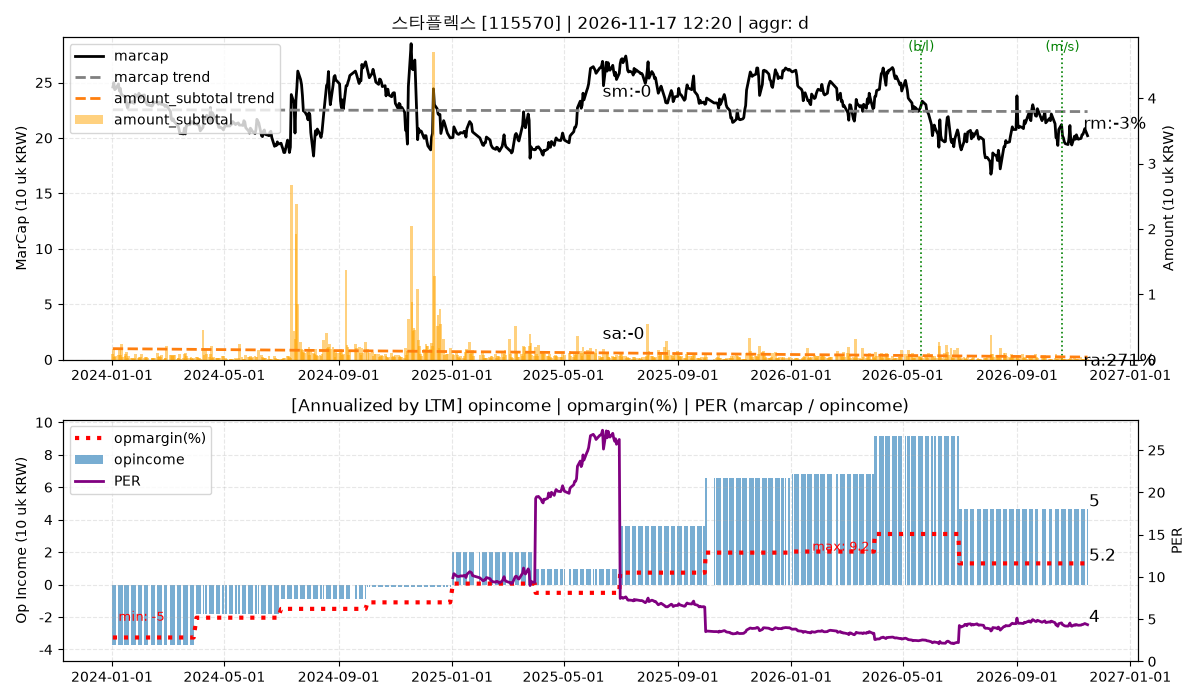 스타플렉스 [115570] | 2026-11-17 12:20 | aggr: d
marcap
marcap trend
amount_subtotal trend
amount_subtotal
(b/l)
(m/s)
sm:-0
rm:-3%
sa:-0
ra:271%
MarCap (10 uk KRW)
25
20
15
10
5
0
Amount (10 uk KRW)
4
3
2
1
0
2024-01-01 2024-05-01 2024-09-01 2025-01-01 2025-05-01 2025-09-01 2026-01-01 2026-05-01 2026-09-01 2027-01-01
[Annualized by LTM] opincome | opmargin(%) | PER (marcap / opincome)
opmargin(%)
opincome
PER
min: -5
max: 9.2
5
5.2
4
Op Income (10 uk KRW)
10
8
6
4
2
0
-2
-4
PER
25
20
15
10
5
0
2024-01-01 2024-05-01 2024-09-01 2025-01-01 2025-05-01 2025-09-01 2026-01-01 2026-05-01 2026-09-01 2027-01-01